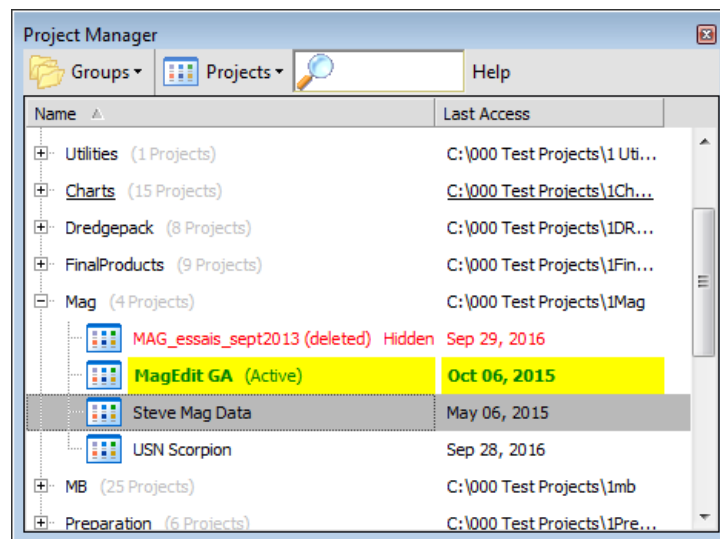 Project Manager
Groups Projects Help
Name Last Access
Utilities (1 Projects) C:\000 Test Projects\1 Uti...
Charts (15 Projects) C:\000 Test Projects\1Ch...
Dredgepack (8 Projects) C:\000 Test Projects\1DR...
FinalProducts (9 Projects) C:\000 Test Projects\1Fin...
Mag (4 Projects) C:\000 Test Projects\1Mag
MAG_essais_sept2013 (deleted) Hidden Sep 29, 2016
MagEdit GA (Active) Oct 06, 2015
Steve Mag Data May 06, 2015
USN Scorpion Sep 28, 2016
MB (25 Projects) C:\000 Test Projects\1mb
Preparation (6 Projects) C:\000 Test Projects\1Pre...